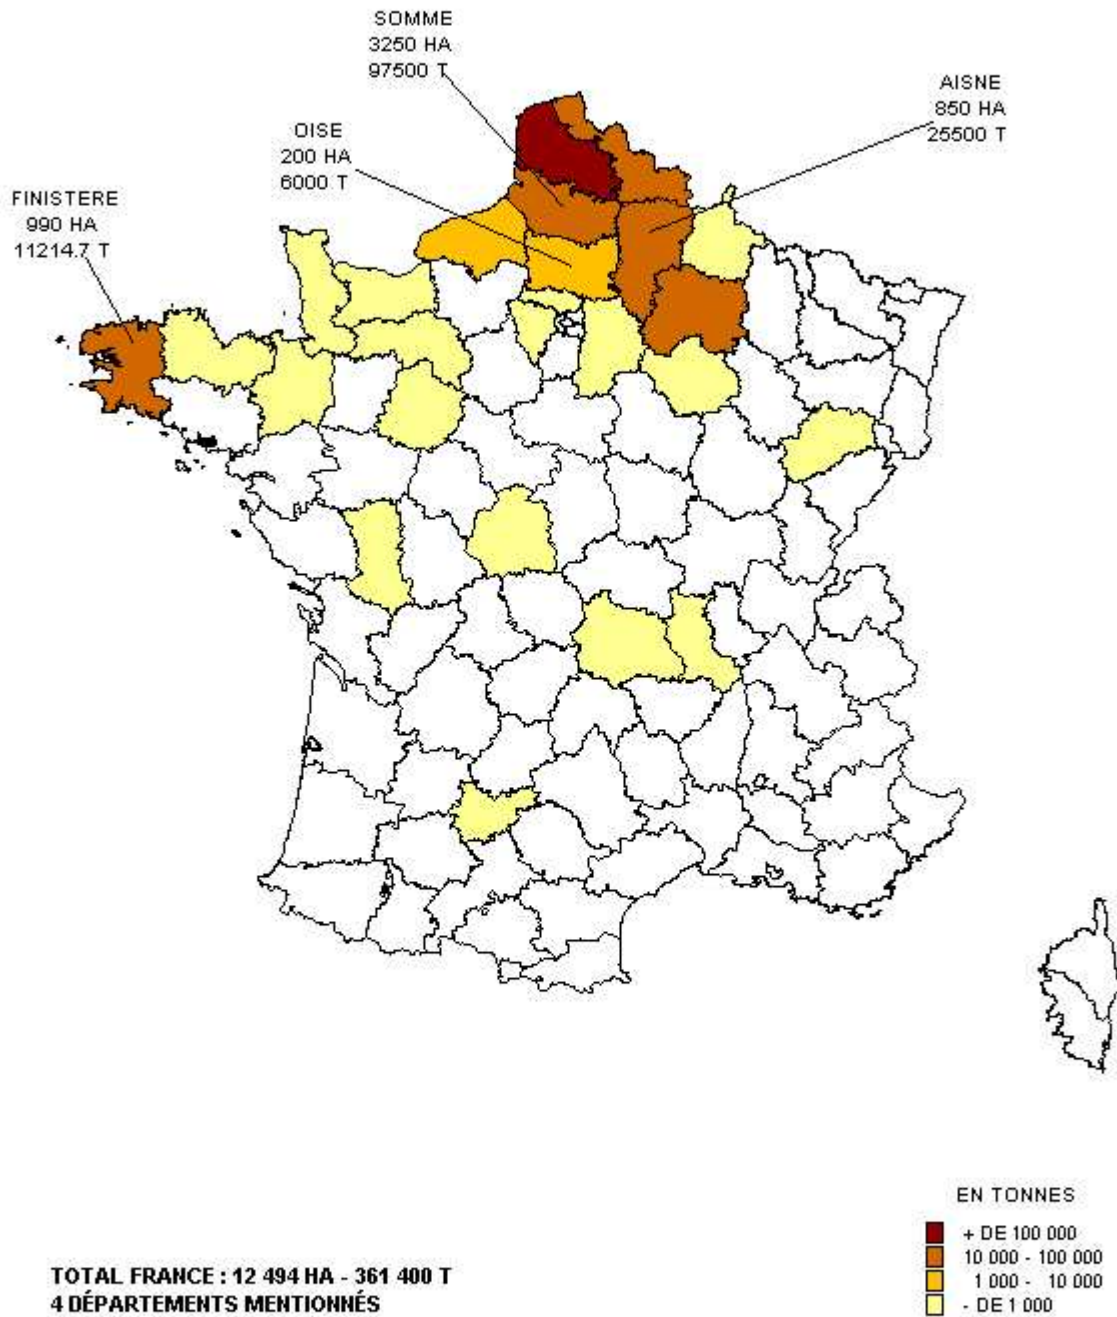 SOMME
3250 HA
97500 T
AISNE
850 HA
25500 T
OISE
200 HA
6000 T
FINISTERE
990 HA
11214.7 T
EN TONNES
+ DE 100 000
10 000 - 100 000
1 000 - 10 000
- DE 1 000
TOTAL FRANCE : 12 494 HA - 361 400 T
4 DÉPARTEMENTS MENTIONNÉS